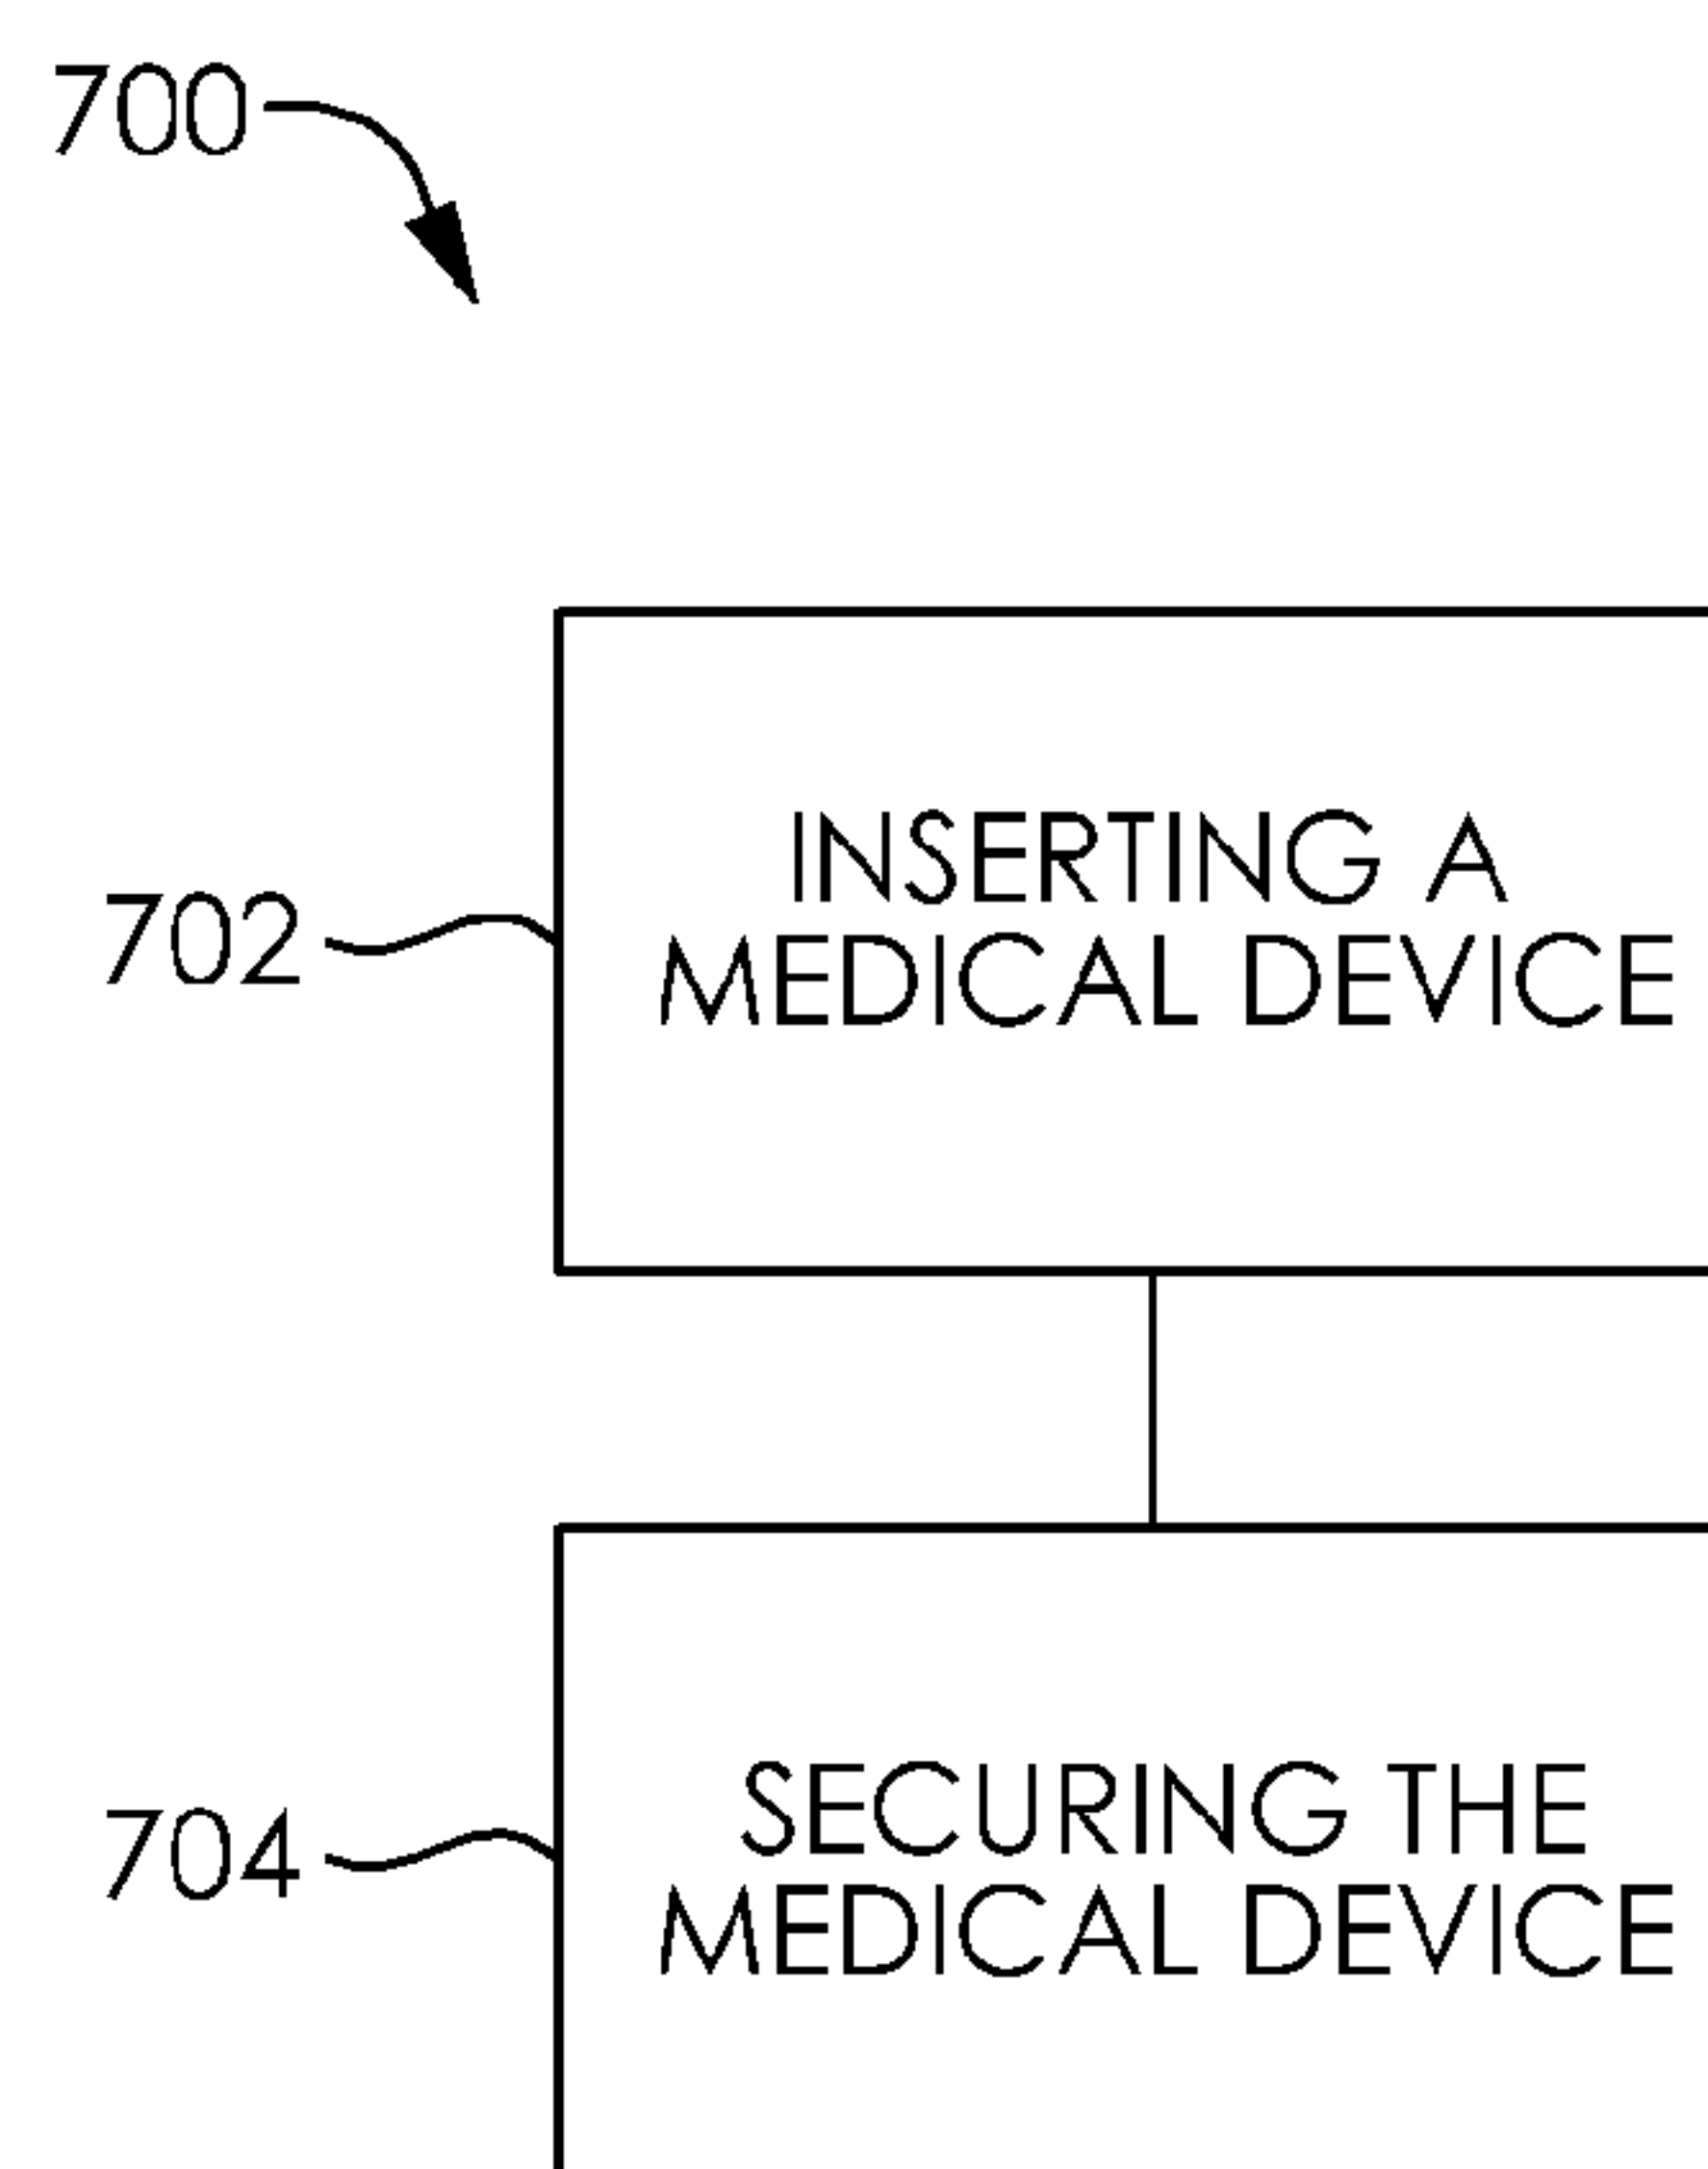 700
702
INSERTING A
MEDICAL DEVICE
704
SECURING THE
MEDICAL DEVICE